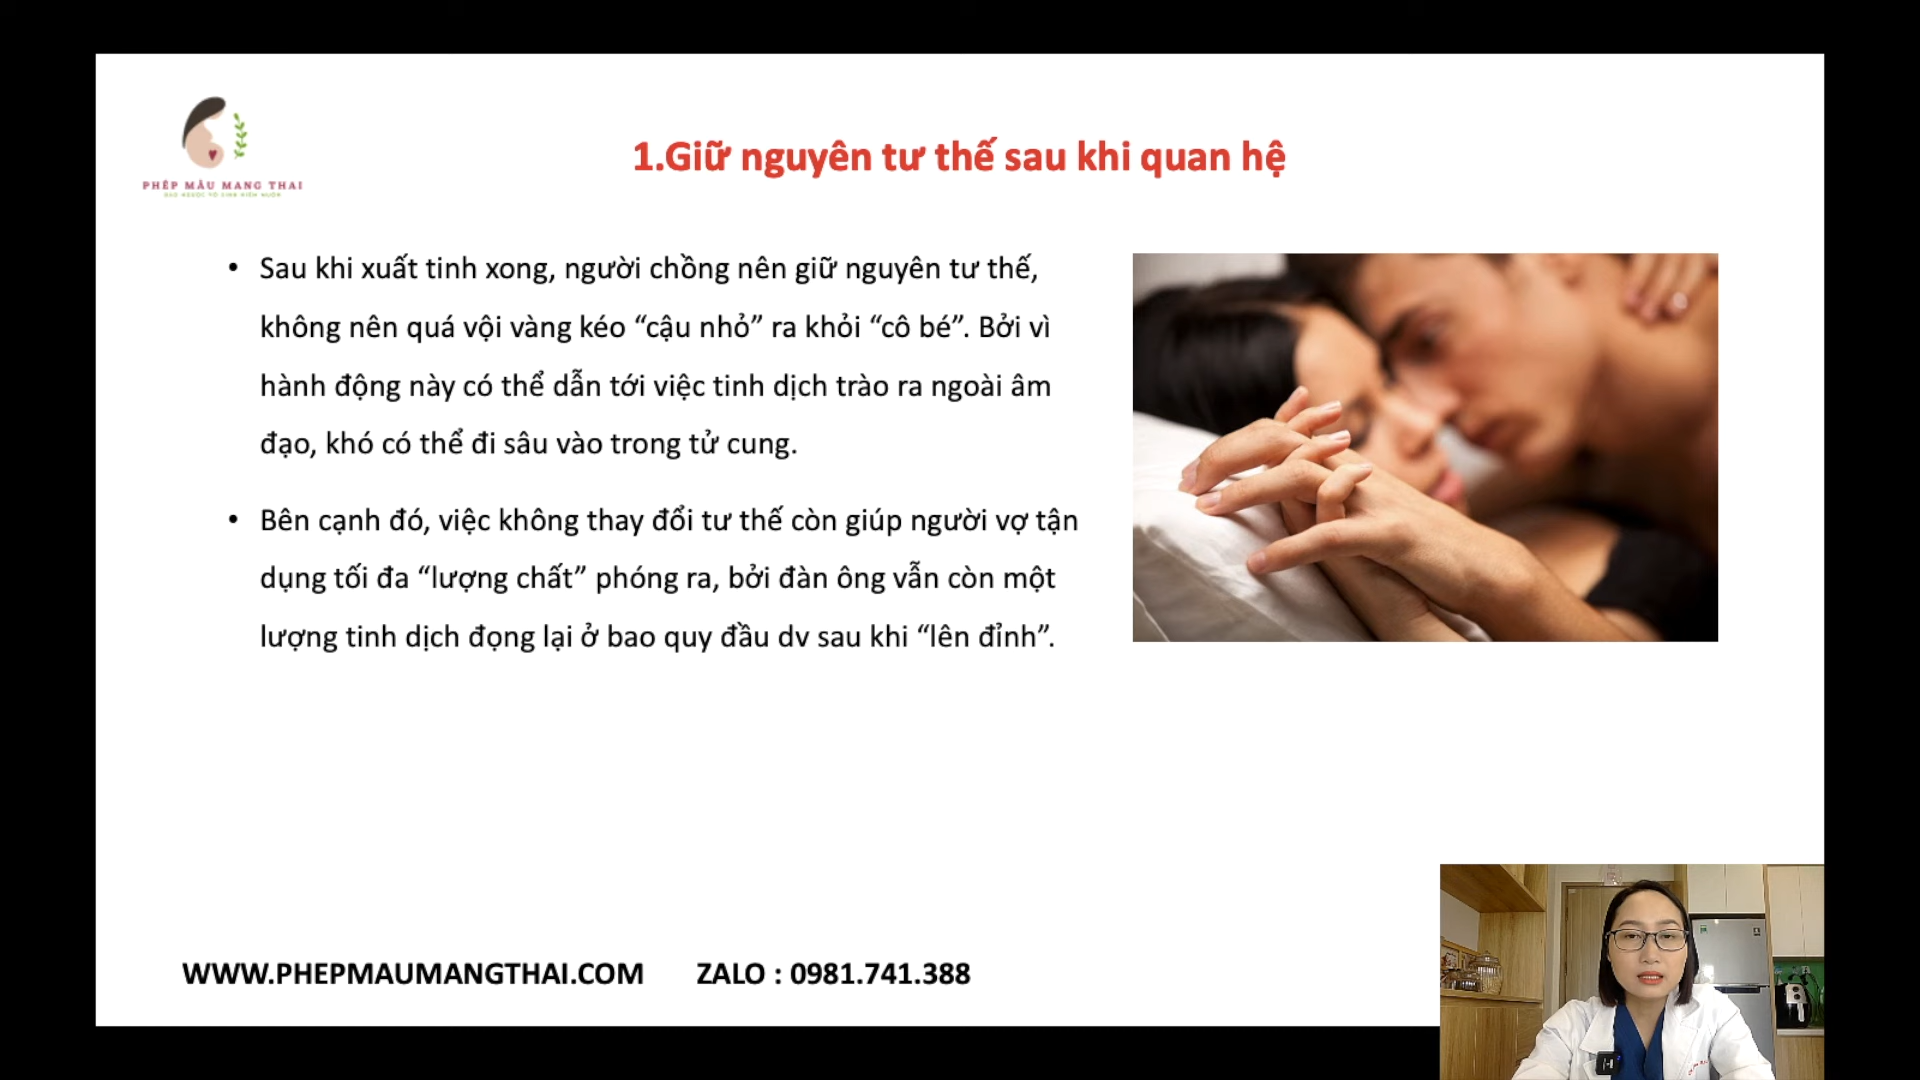 PHÉP MÀU MANG THAI
1.Giữ nguyên tư thế sau khi quan hệ
• Sau khi xuất tinh xong, người chồng nên giữ nguyên tư thế,
không nên quá vội vàng kéo “cậu nhỏ” ra khỏi “cô bé”. Bởi vì
hành động này có thể dẫn tới việc tinh dịch trào ra ngoài âm
đạo, khó có thể đi sâu vào trong tử cung.
• Bên cạnh đó, việc không thay đổi tư thế còn giúp người vợ tận
dụng tối đa “lượng chất” phóng ra, bởi đàn ông vẫn còn một
lượng tinh dịch đọng lại ở bao quy đầu dv sau khi “lên đỉnh”.
WWW.PHEPMAUMANGTHAI.COM ZALO : 0981.741.388